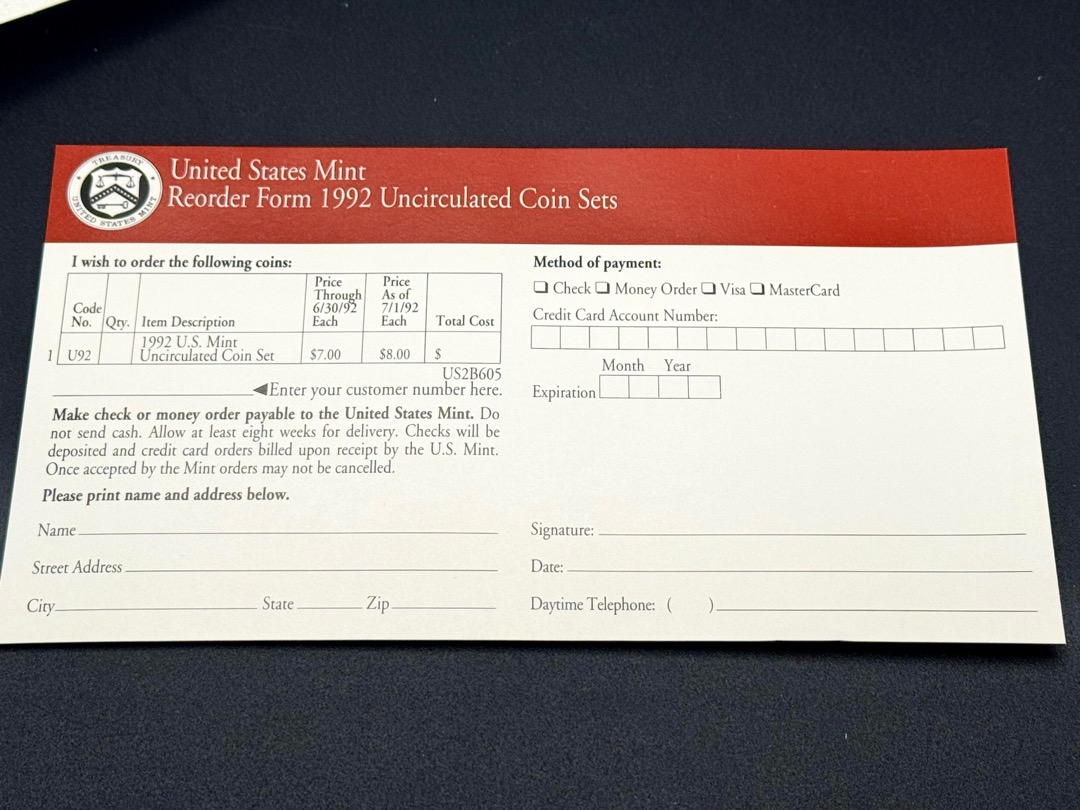 TREASURY
UNITED STATES MINT
United States Mint
Reorder Form 1992 Uncirculated Coin Sets
I wish to order the following coins:
Code No. Qty. Item Description Price Through 6/30/92 Each Price As of 7/1/92 Each Total Cost
1 U92 1992 U.S. Mint Uncirculated Coin Set $7.00 $8.00 $
US2B605
◀Enter your customer number here.
Make check or money order payable to the United States Mint. Do
not send cash. Allow at least eight weeks for delivery. Checks will be
deposited and credit card orders billed upon receipt by the U.S. Mint.
Once accepted by the Mint orders may not be cancelled.
Please print name and address below.
Name
Street Address
City State Zip
Method of payment:
❑ Check ❑ Money Order ❑ Visa ❑ MasterCard
Credit Card Account Number:
Month Year
Expiration
Signature:
Date:
Daytime Telephone: ( )